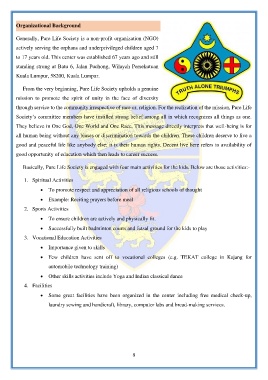 Organizational Background
Generally, Pure Life Society is a non-profit organization (NGO)
actively serving the orphans and underprivileged children aged 7
to 17 years old. This center was established 67 years ago and still
standing strong at Batu 6, Jalan Puchong, Wilayah Persekutuan
Kuala Lumpur, 58200, Kuala Lumpur.
TRUTH ALONE TRIUMPHS
From the very beginning, Pure Life Society upholds a genuine
mission to promote the spirit of unity in the face of diversity
through service to the community irrespective of race or religion. For the realization of the mission, Pure Life
Society's committee members have instilled strong belief among all in which recognizes all things as one.
They believe in One God, One World and One Race. This message directly interprets that well-being is for
all human being without any biases or discrimination towards the children. These children deserve to live a
good and peaceful life like anybody else; it is their human rights. Decent live here refers to availability of
good opportunity of education which then leads to career success.
Basically, Pure Life Society is engaged with four main activities for the kids. Below are those activities:-
1. Spiritual Activities
• To promote respect and appreciation of all religious schools of thought
• Example: Reciting prayers before meal
2. Sports Activities
• To ensure children are actively and physically fit.
• Successfully built badminton courts and futsal ground for the kids to play
3. Vocational Education Activities
• Importance given to skills
• Few children have sent off to vocational colleges (e.g. TEKAT college in Kajang for
automobile technology training)
• Other skills activities include Yoga and Indian classical dance
4. Facilities
• Some great facilities have been organized in the center including free medical check-up,
laundry sewing and handicraft, library, computer labs and bread-making services.
8